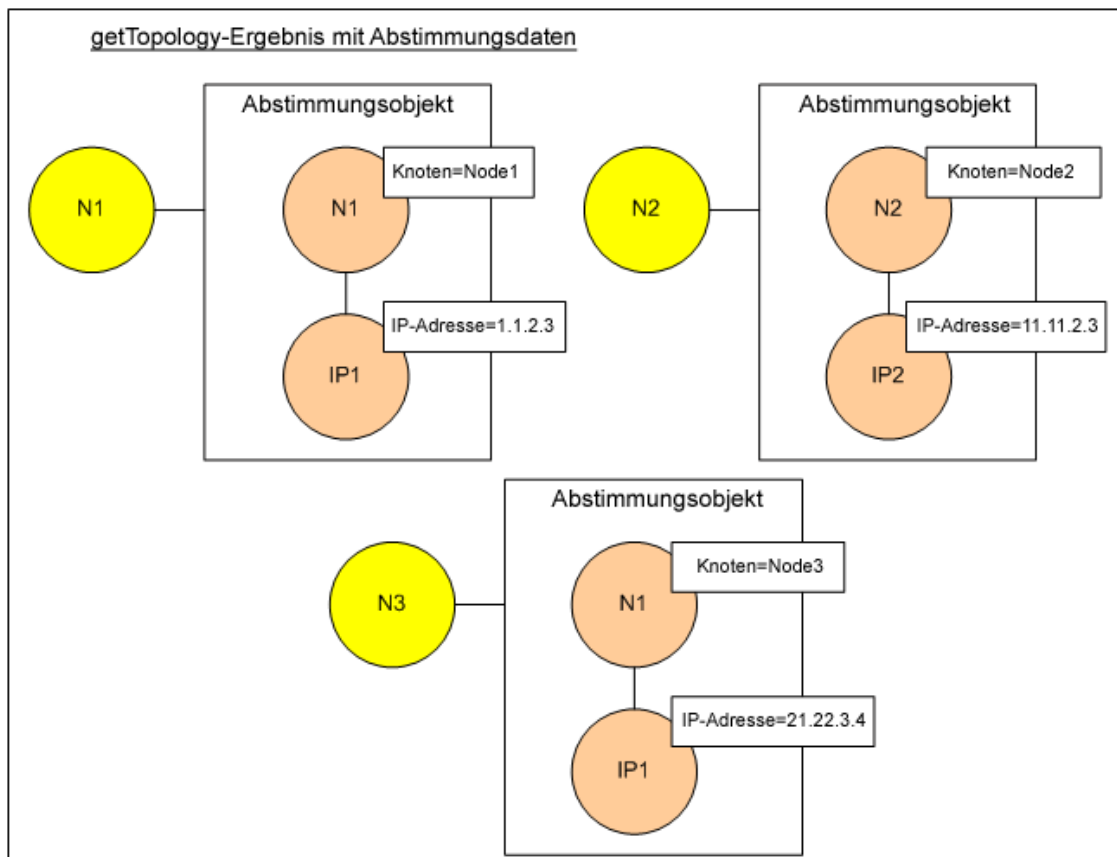 getTopology-Ergebnis mit Abstimmungsdaten
Abstimmungsobjekt
N1
N1
Knoten=Node1
IP1
IP-Adresse=1.1.2.3
Abstimmungsobjekt
N2
N2
Knoten=Node2
IP2
IP-Adresse=11.11.2.3
Abstimmungsobjekt
N3
N1
Knoten=Node3
IP1
IP-Adresse=21.22.3.4